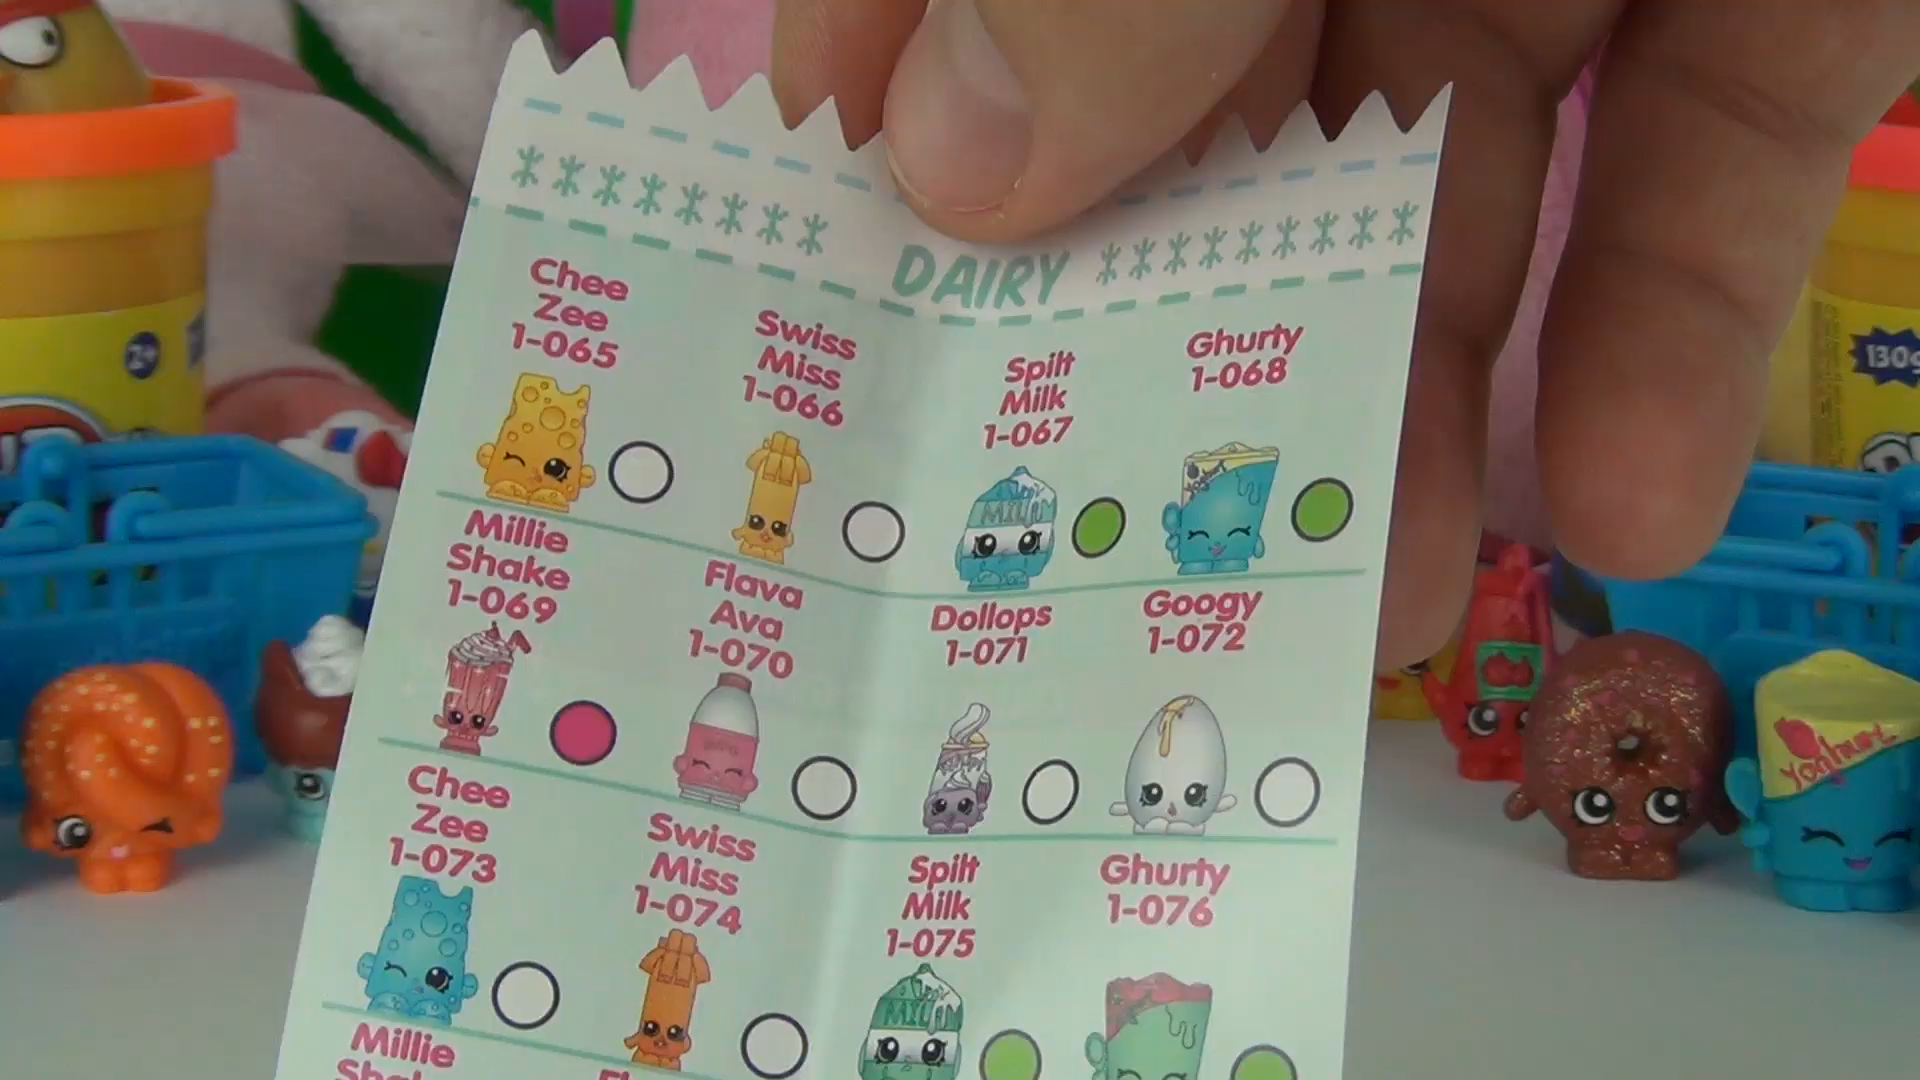 DAIRY
Chee
Zee
1-065
Swiss
Miss
1-066
Spilt
Milk
1-067
Ghurty
1-068
MILK
Millie
Shake
1-069
Flava
Ava
1-070
Dollops
1-071
Googy
1-072
Chee
Zee
1-073
Swiss
Miss
1-074
Spilt
Milk
1-075
Ghurty
1-076
MILK
Millie
2+
130g